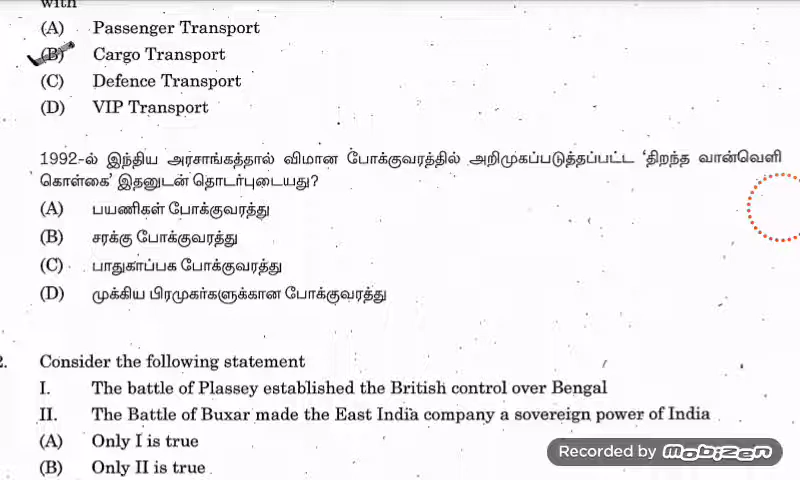 with
(A) Passenger Transport
(B) Cargo Transport
(C) Defence Transport
(D) VIP Transport
1992-ல் இந்திய அரசாங்கத்தால் விமான போக்குவரத்தில் அறிமுகப்படுத்தப்பட்ட ‘திறந்த வான்வெளி
கொள்கை’ இதனுடன் தொடர்புடையது?
(A) பயணிகள் போக்குவரத்து
(B) சரக்கு போக்குவரத்து
(C) பாதுகாப்பக போக்குவரத்து
(D) முக்கிய பிரமுகர்களுக்கான போக்குவரத்து
2. Consider the following statement
I. The battle of Plassey established the British control over Bengal
II. The Battle of Buxar made the East India company a sovereign power of India
(A) Only I is true
(B) Only II is true
Recorded by mobizen